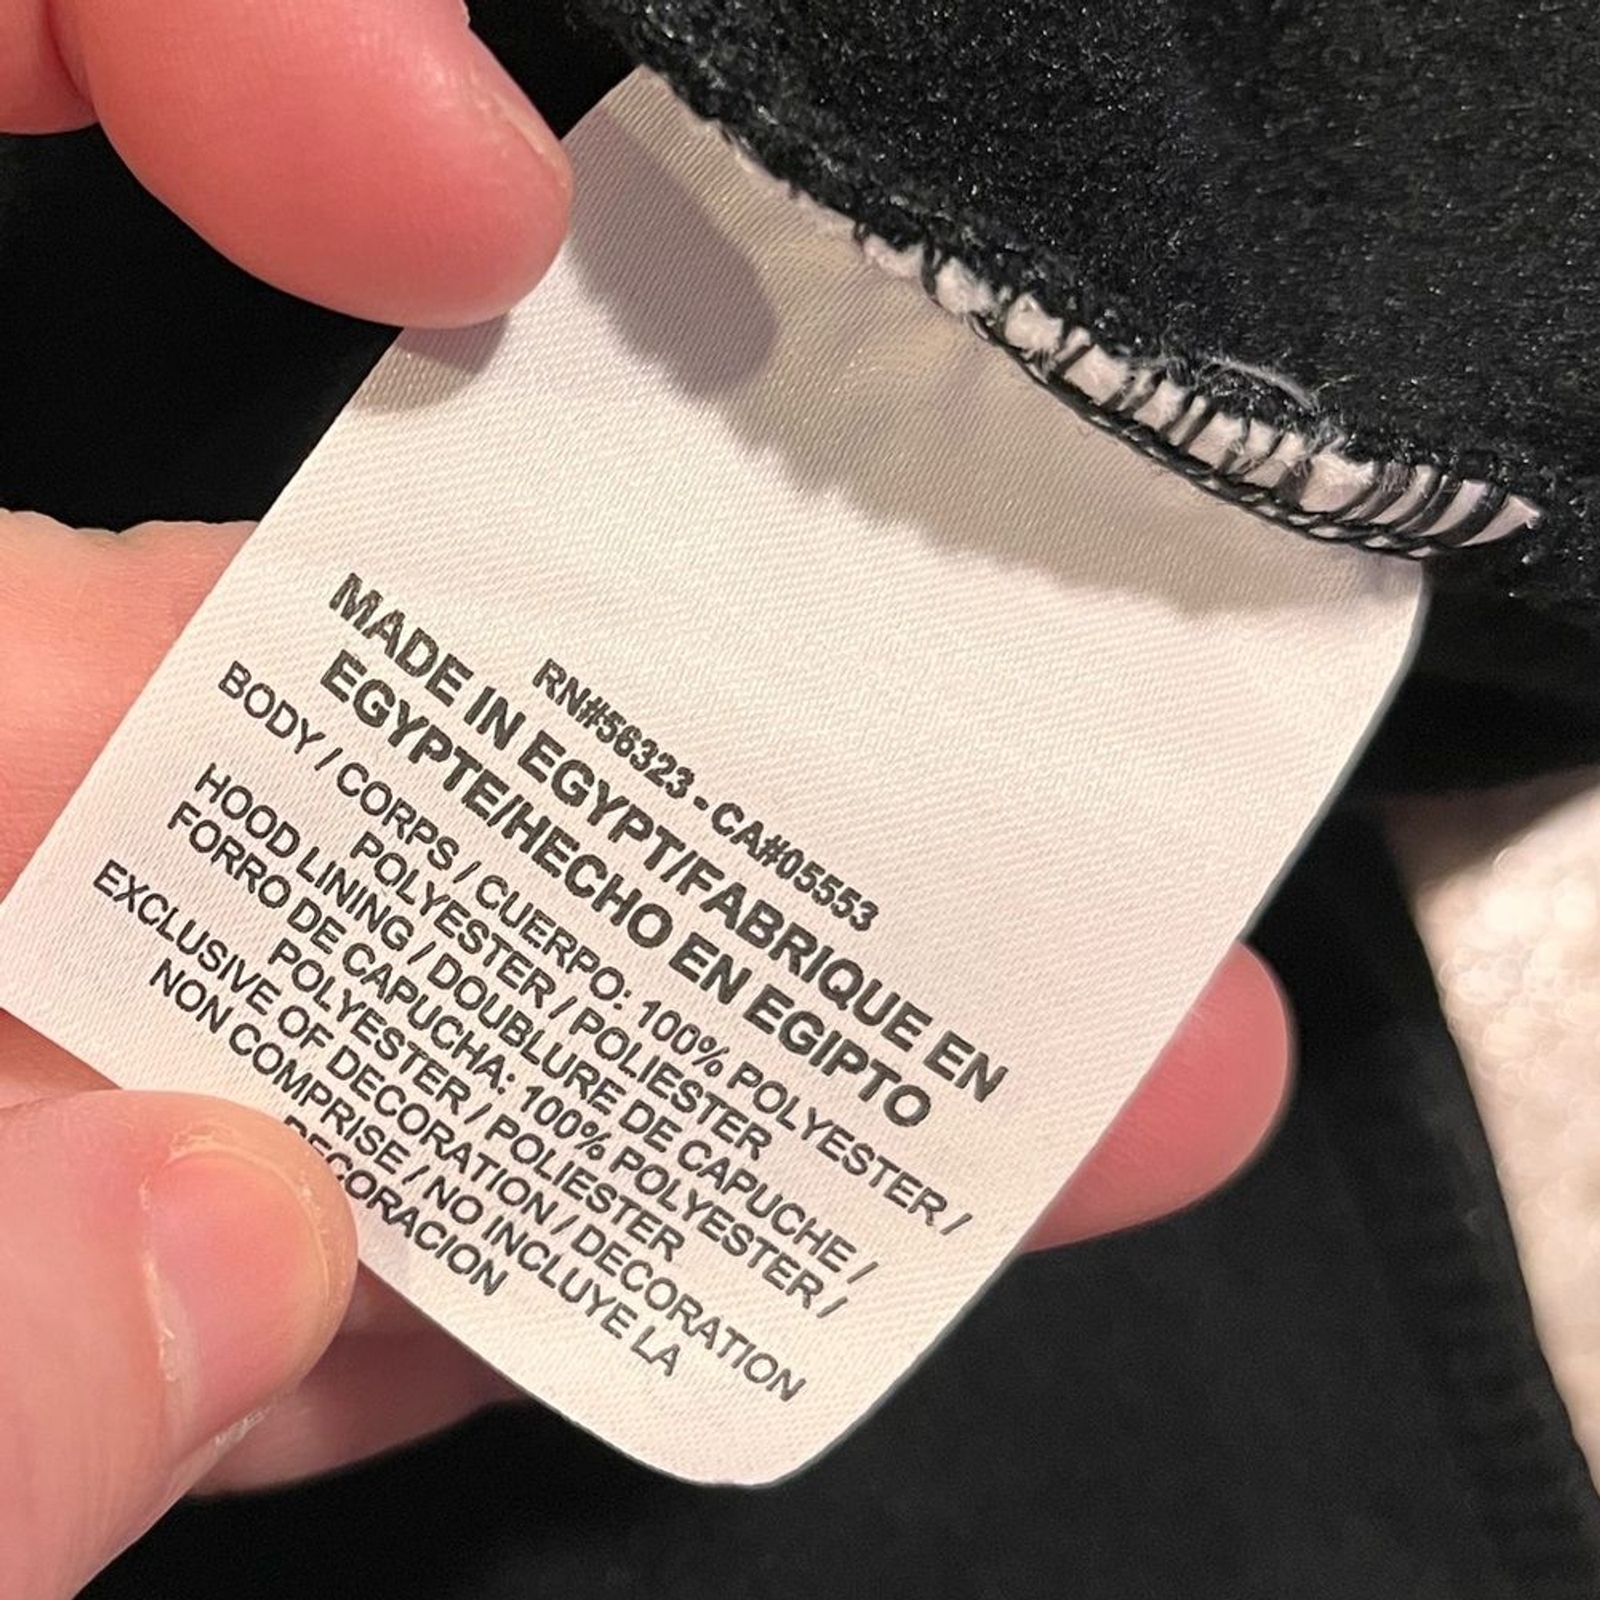 RN#56323 - CA#05553
MADE IN EGYPT/FABRIQUE EN
EGYPTE/HECHO EN EGIPTO
BODY / CORPS / CUERPO: 100% POLYESTER /
POLYESTER / POLIESTER
HOOD LINING / DOUBLURE DE CAPUCHE /
FORRO DE CAPUCHA: 100% POLYESTER /
POLYESTER / POLIESTER
EXCLUSIVE OF DECORATION / DECORATION
NON COMPRISE / NO INCLUYE LA
DECORACION